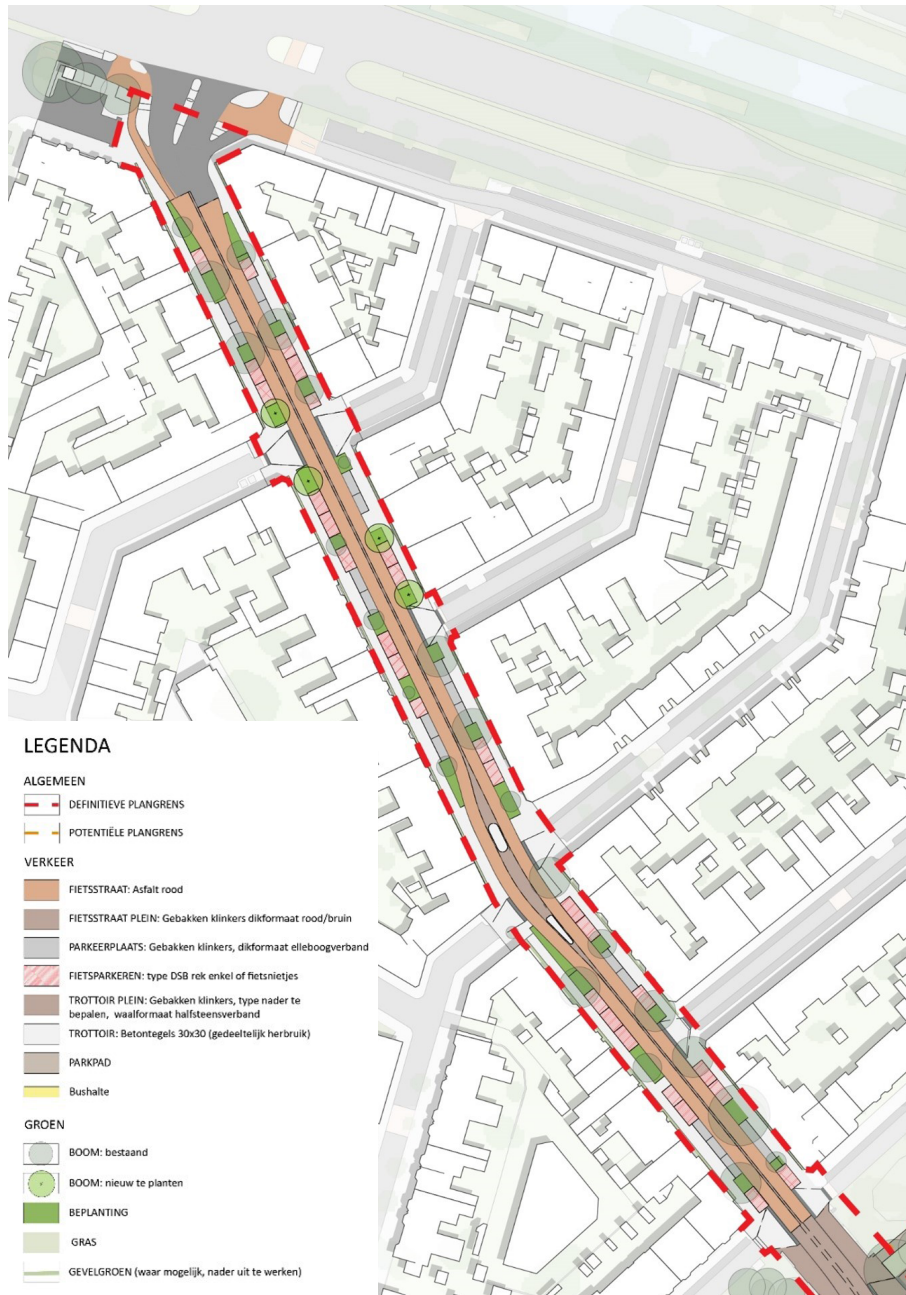 LEGENDA
ALGEMEEN
DEFINITIEVE PLANGRENS
POTENTIËLE PLANGRENS
VERKEER
FIETSSTRAAT: Asfalt rood
FIETSSTRAAT PLEIN: Gebakken klinkers dikformaat rood/bruin
PARKEERPLAATS: Gebakken klinkers, dikformaat elleboogverband
FIETSPARKEREN: type DSB rek enkel of fietsnietjes
TROTTOIR PLEIN: Gebakken klinkers, type nader te
bepalen, waalformaat halfsteensverband
TROTTOIR: Betontegels 30x30 (gedeeltelijk herbruik)
PARKPAD
Bushalte
GROEN
BOOM: bestaand
BOOM: nieuw te planten
BEPLANTING
GRAS
GEVELGROEN (waar mogelijk, nader uit te werken)